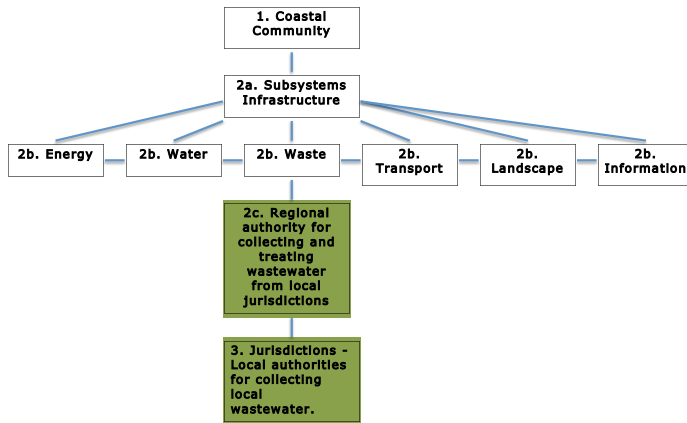 1. Coastal
Community
2a. Subsystems
Infrastructure
2b. Energy
2b. Water
2b. Waste
2b.
Transport
2b.
Landscape
2b.
Information
2c. Regional
authority for
collecting and
treating
wastewater
from local
jurisdictions
3. Jurisdictions -
Local authorities
for collecting
local
wastewater.